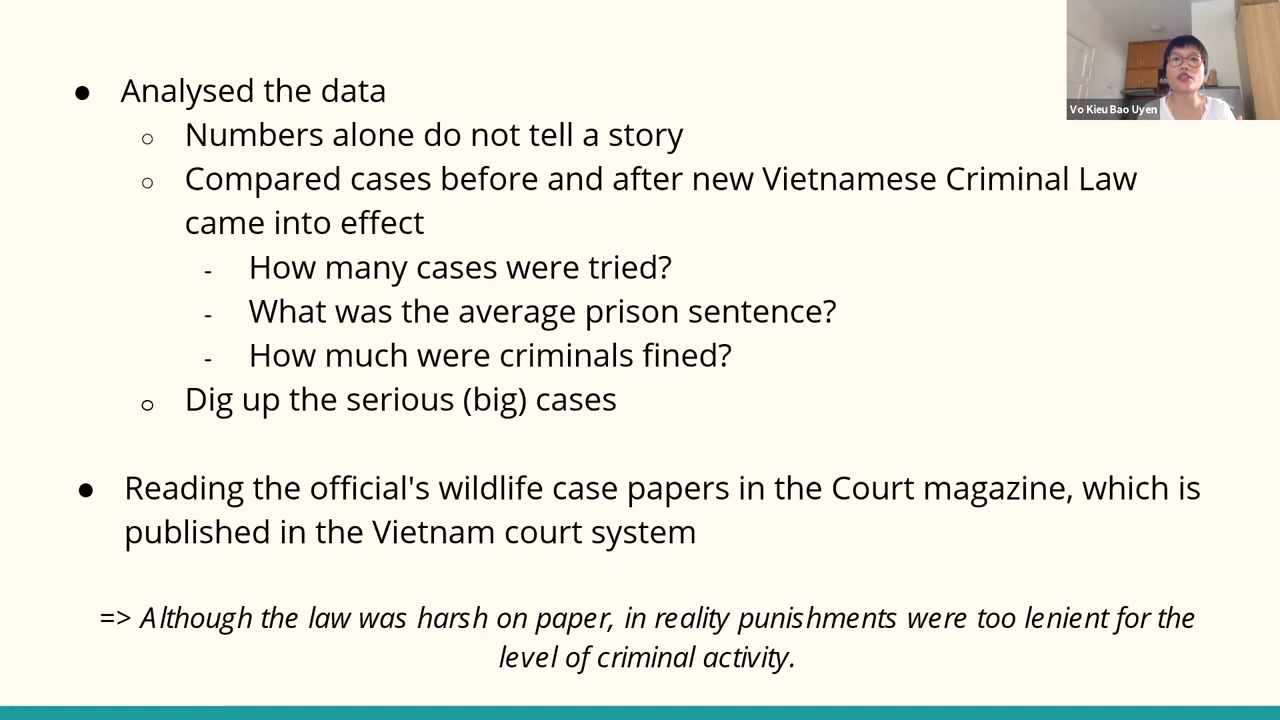 Vo Kieu Bao Uyen
● Analysed the data
○ Numbers alone do not tell a story
○ Compared cases before and after new Vietnamese Criminal Law
came into effect
- How many cases were tried?
- What was the average prison sentence?
- How much were criminals fined?
○ Dig up the serious (big) cases
● Reading the official's wildlife case papers in the Court magazine, which is
published in the Vietnam court system
=> Although the law was harsh on paper, in reality punishments were too lenient for the
level of criminal activity.